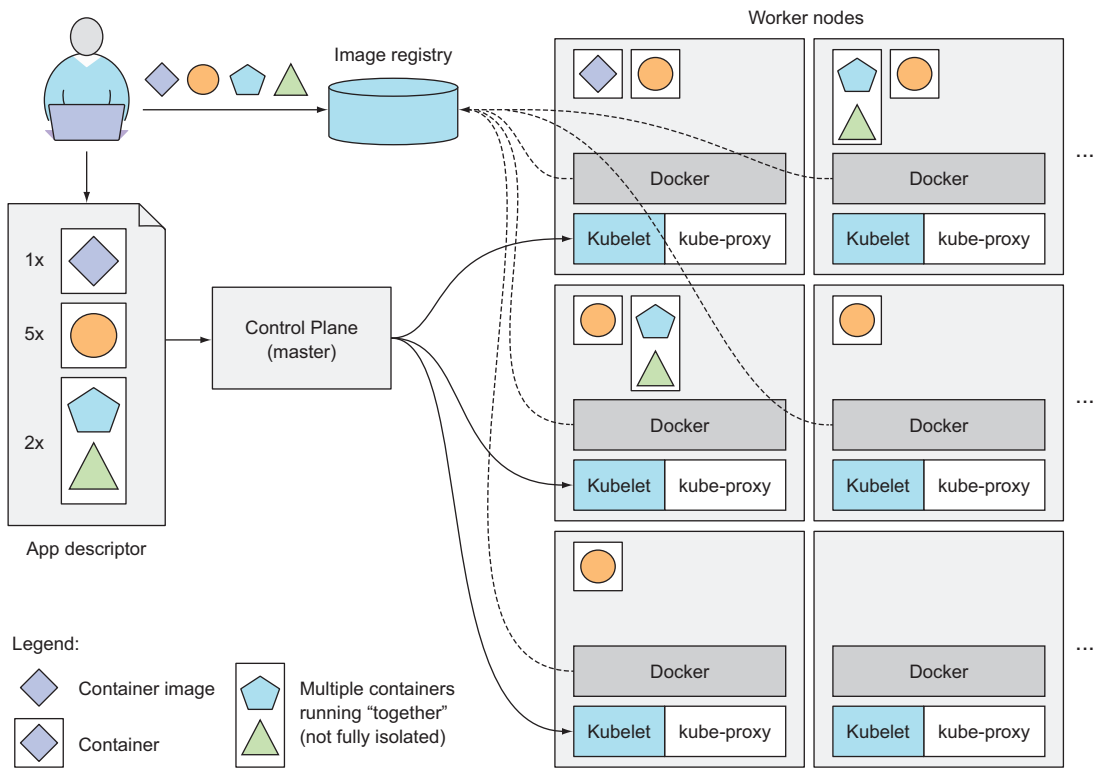 Worker nodes
Image registry
Docker
Kubelet
kube-proxy
Docker
Kubelet
kube-proxy
...
1x
5x
2x
App descriptor
Control Plane
(master)
Docker
Kubelet
kube-proxy
Docker
Kubelet
kube-proxy
...
Docker
Kubelet
kube-proxy
Docker
Kubelet
kube-proxy
...
Legend:
Container image
Container
Multiple containers
running “together”
(not fully isolated)